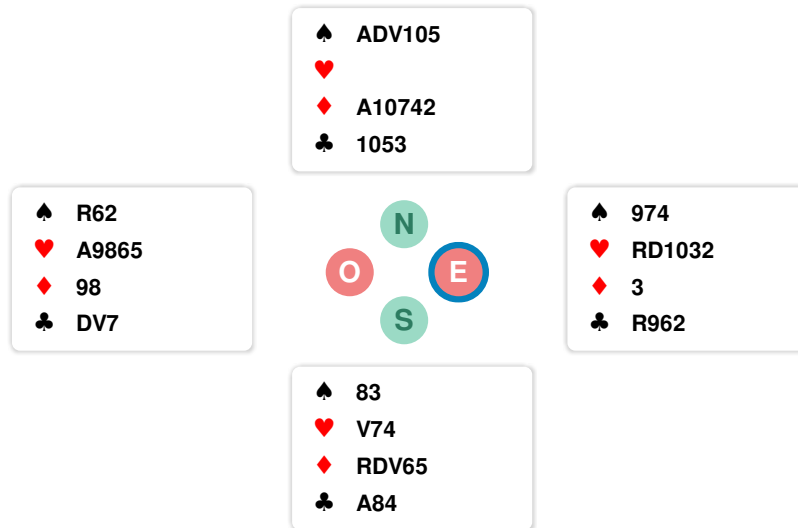 ♠ ADV105
♥
♦ A10742
♣ 1053
♠ R62
♥ A9865
♦ 98
♣ DV7
N
O E
S
♠ 974
♥ RD1032
♦ 3
♣ R962
♠ 83
♥ V74
♦ RDV65
♣ A84